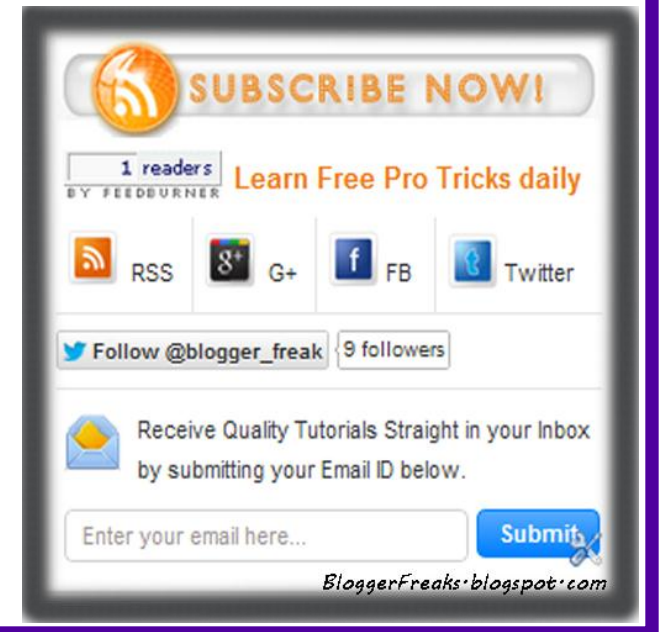 SUBSCRIBE NOW!
1 readers
BY FEEDBURNER
Learn Free Pro Tricks daily
RSS
8+ G+
f FB
t Twitter
Follow @blogger_freak
9 followers
Receive Quality Tutorials Straight in your Inbox
by submitting your Email ID below.
Enter your email here...
Submit
BloggerFreaks.blogspot.com